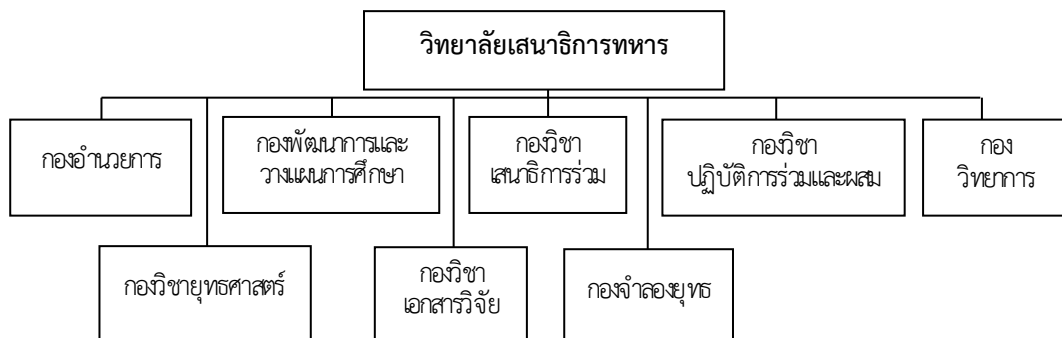 วิทยาลัยเสนาธิการทหาร
กองอำนวยการ
กองพัฒนาการและ
วางแผนการศึกษา
กองวิชา
เสนาธิการร่วม
กองวิชา
ปฏิบัติการร่วมและผสม
กอง
วิทยาการ
กองวิชายุทธศาสตร์
กองวิชา
เอกสารวิจัย
กองจำลองยุทธ